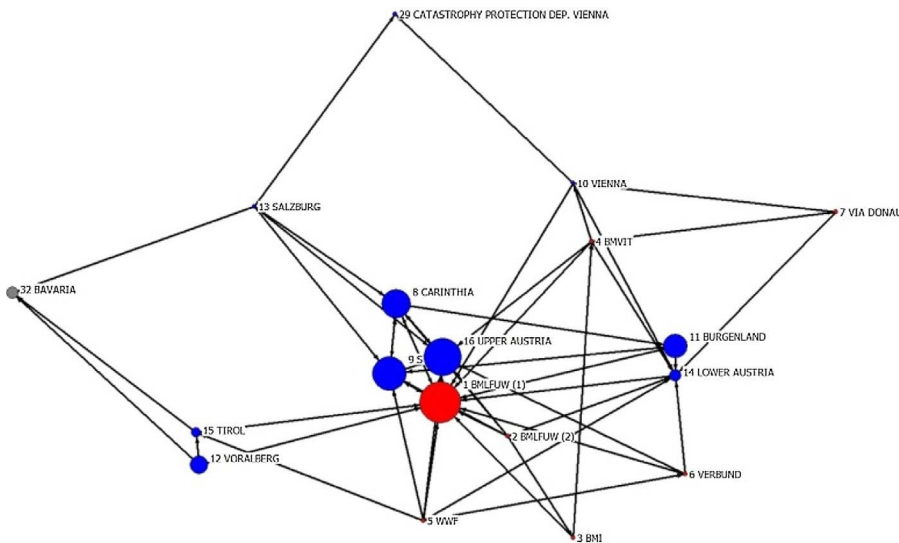 29 CATASTROPHY PROTECTION DEP. VIENNA
10 VIENNA
13 SALZBURG
7 VIA DONAU
4 BMVIT
32 BAVARIA
8 CARINTHIA
16 UPPER AUSTRIA
11 BURGENLAND
9 S
14 LOWER AUSTRIA
1 BMLFUW (1)
15 TIROL
2 BMLFUW (2)
12 VORALBERG
6 VERBUND
5 WWF
3 BMI